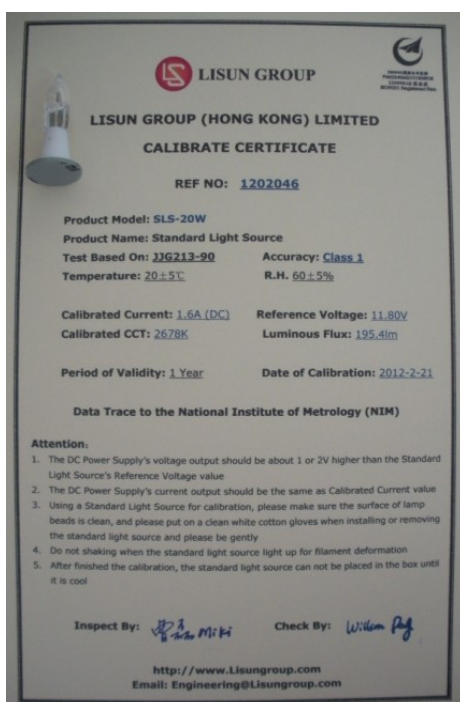 LISUN GROUP
LISUN GROUP (HONG KONG) LIMITED
CALIBRATE CERTIFICATE
REF NO: 1202046
Product Model: SLS-20W
Product Name: Standard Light Source
Test Based On: JJG213-90 Accuracy: Class 1
Temperature: 20±5℃ R.H. 60±5%
Calibrated Current: 1.6A (DC) Reference Voltage: 11.80V
Calibrated CCT: 2678K Luminous Flux: 195.4lm
Period of Validity: 1 Year Date of Calibration: 2012-2-21
Data Trace to the National Institute of Metrology (NIM)
Attention:
1. The DC Power Supply's voltage output should be about 1 or 2V higher than the Standard
Light Source's Reference Voltage value
2. The DC Power Supply's current output should be the same as Calibrated Current value
3. Using a Standard Light Source for calibration, please make sure the surface of lamp
beads is clean, and please put on a clean white cotton gloves when installing or removing
the standard light source and please be gently
4. Do not shaking when the standard light source light up for filament deformation
5. After finished the calibration, the standard light source can not be placed in the box until
it is cool
Inspect By: Miki Check By: William
http://www.Lisungroup.com
Email: Engineering@Lisungroup.com